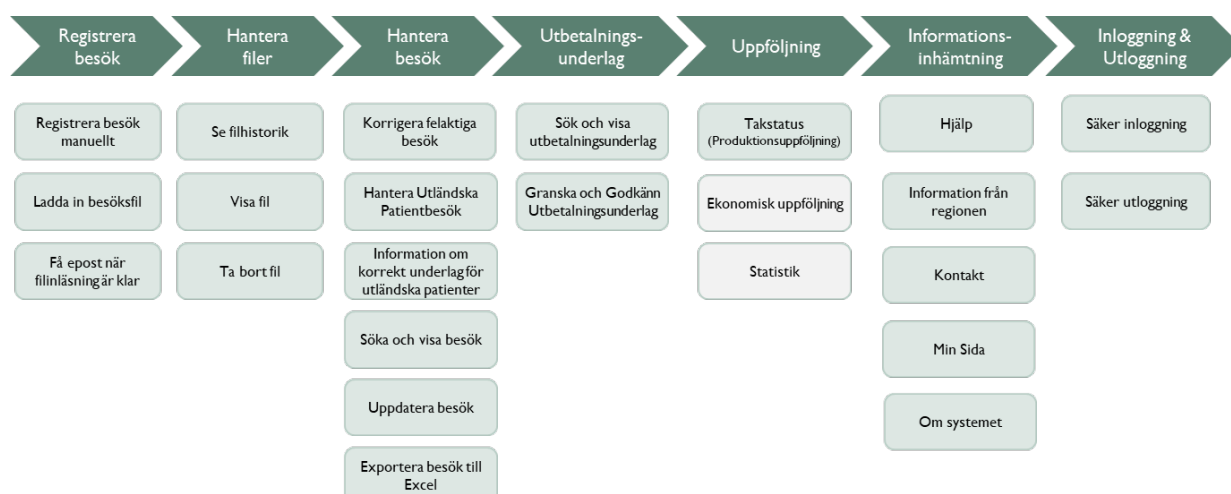 Registrera
besök
Hantera
filer
Hantera
besök
Utbetalnings-
underlag
Uppföljning
Informations-
inhämtning
Inloggning &
Utloggning
Registrera besök
manuellt
Ladda in besöksfil
Få epost när
filinläsning är klar
Se filhistorik
Visa fil
Ta bort fil
Korrigera felaktiga
besök
Hantera Utländska
Patientbesök
Information om
korrekt underlag för
utländska patienter
Söka och visa besök
Uppdatera besök
Exportera besök till
Excel
Sök och visa
utbetalningsunderlag
Granska och Godkänn
Utbetalningsunderlag
Takstatus
(Produktionsuppföljning)
Ekonomisk uppföljning
Statistik
Hjälp
Information från
regionen
Kontakt
Min Sida
Om systemet
Säker inloggning
Säker utloggning